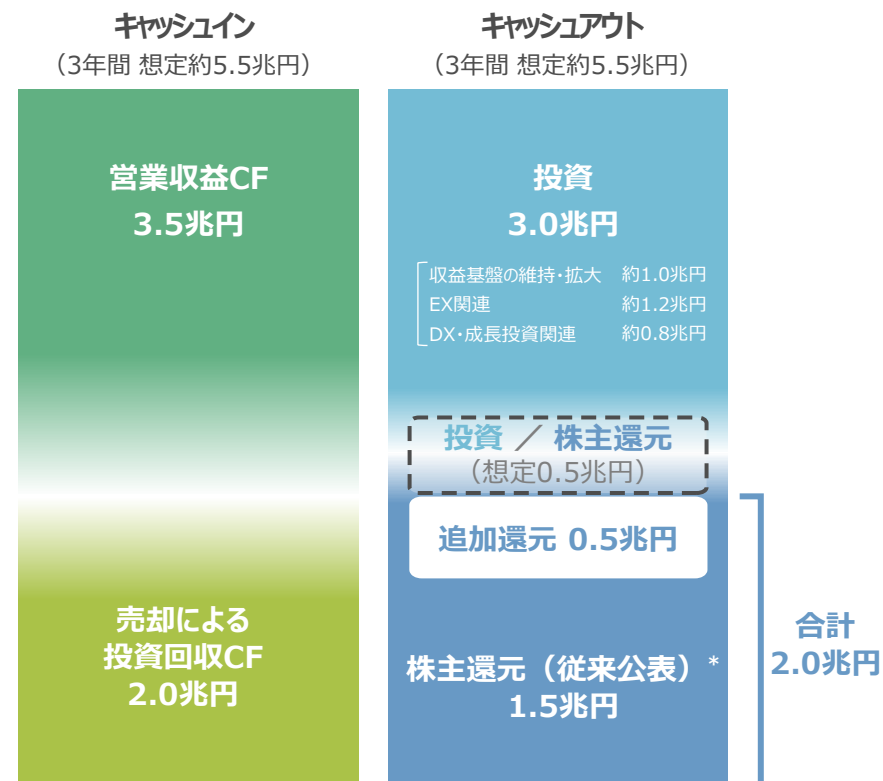 キャッシュイン
（3年間 想定約5.5兆円）
営業収益CF
3.5兆円
売却による
投資回収CF
2.0兆円
キャッシュアウト
（3年間 想定約5.5兆円）
投資
3.0兆円
収益基盤の維持・拡大 約1.0兆円
EX関連 約1.2兆円
DX・成長投資関連 約0.8兆円
投資 ／ 株主還元
（想定0.5兆円）
追加還元 0.5兆円
株主還元（従来公表）*
1.5兆円
合計
2.0兆円